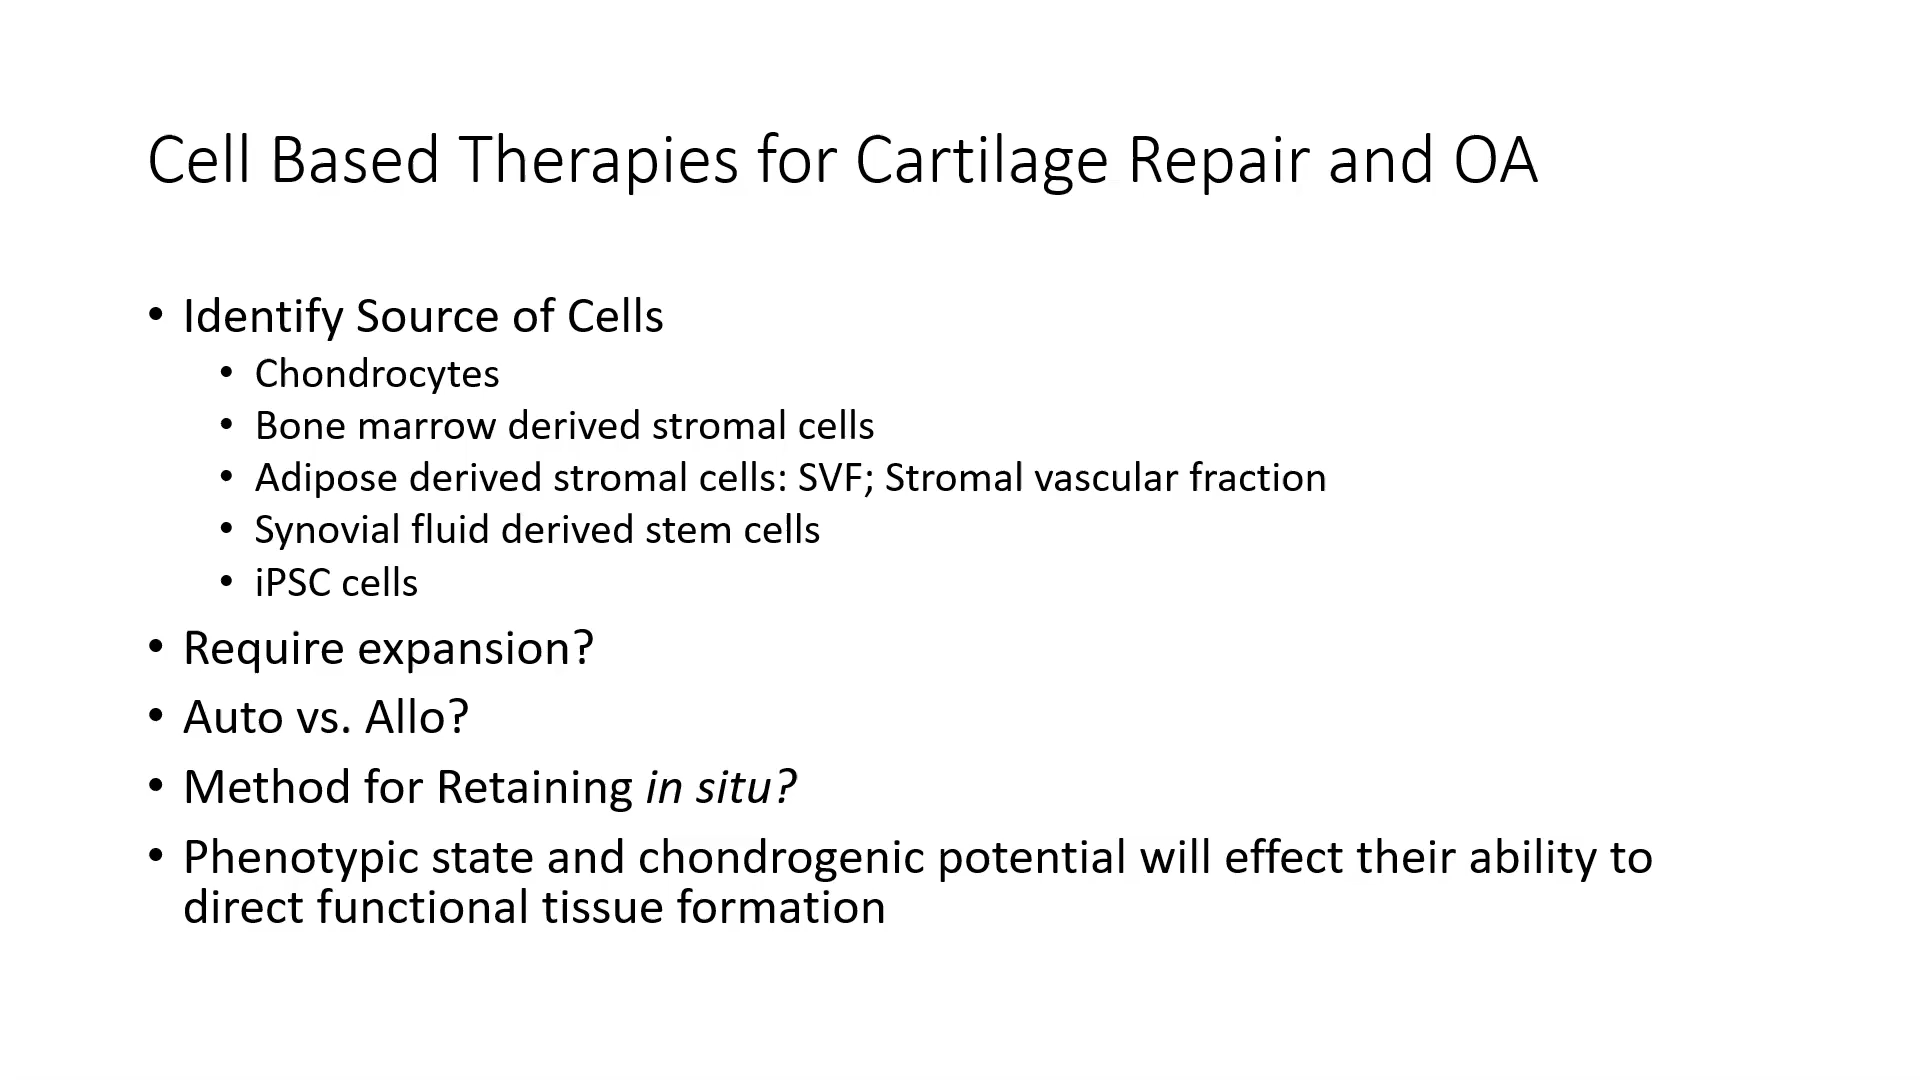 Cell Based Therapies for Cartilage Repair and OA
• Identify Source of Cells
• Chondrocytes
• Bone marrow derived stromal cells
• Adipose derived stromal cells: SVF; Stromal vascular fraction
• Synovial fluid derived stem cells
• iPSC cells
• Require expansion?
• Auto vs. Allo?
• Method for Retaining in situ?
• Phenotypic state and chondrogenic potential will effect their ability to
direct functional tissue formation